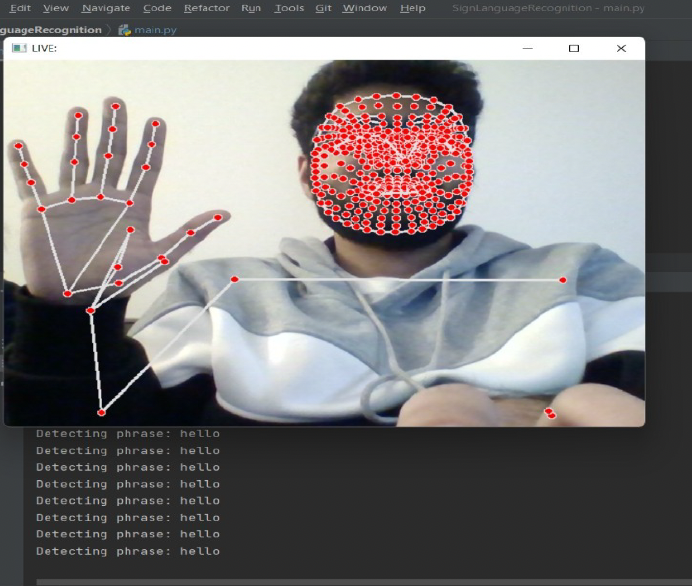 Edit View Navigate Code Refactor Run Tools Git Window Help SignLanguageRecognition - main.py
guageRecognition main.py
LIVE:
Detecting phrase: hello
Detecting phrase: hello
Detecting phrase: hello
Detecting phrase: hello
Detecting phrase: hello
Detecting phrase: hello
Detecting phrase: hello
Detecting phrase: hello